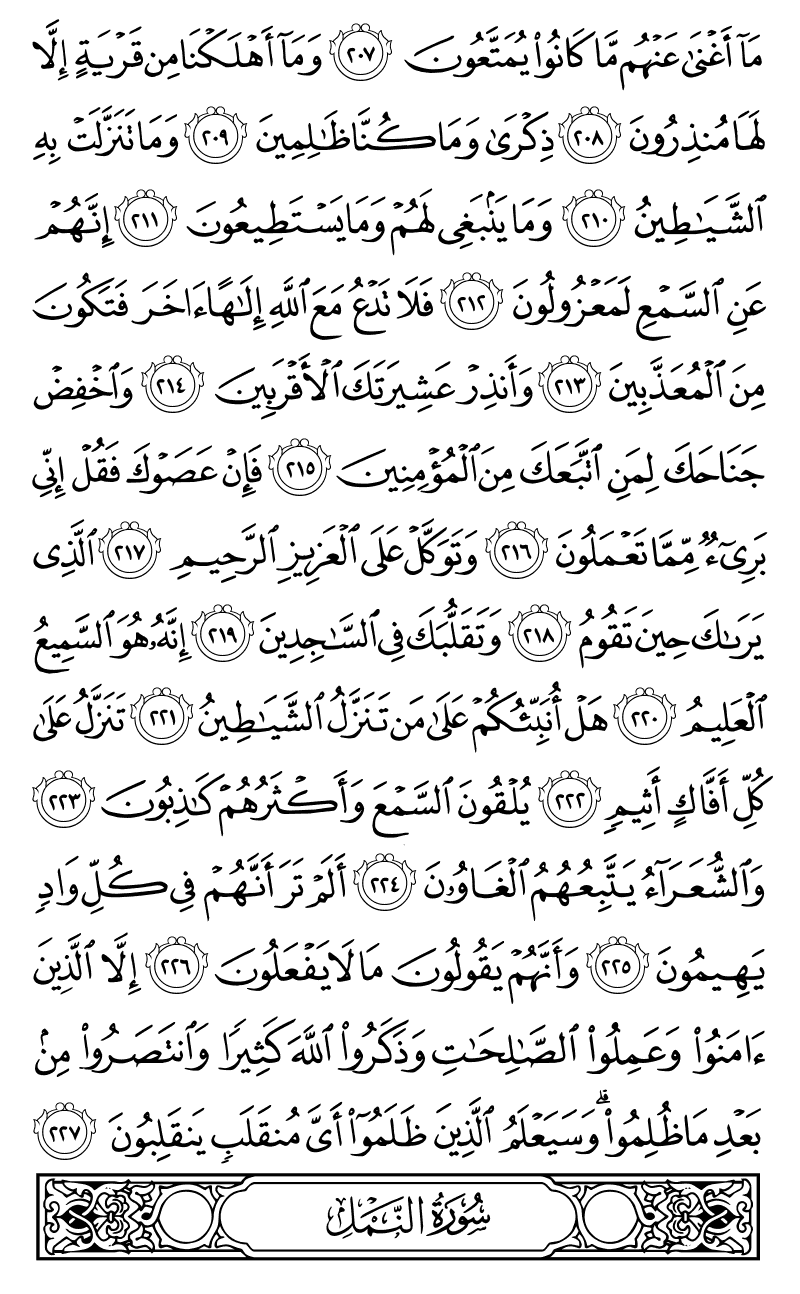 مَآ أَغْنَىٰ عَنْهُم مَّا كَانُوا۟ يُمَتَّعُونَ ٢٠٧ وَمَآ أَهْلَكْنَا مِن قَرْيَةٍ إِلَّا
لَهَا مُنذِرُونَ ٢٠٨ ذِكْرَىٰ وَمَا كُنَّا ظَٰلِمِينَ ٢٠٩ وَمَا تَنَزَّلَتْ بِهِ
ٱلشَّيَٰطِينُ ٢١٠ وَمَا يَنۢبَغِى لَهُمْ وَمَا يَسْتَطِيعُونَ ٢١١ إِنَّهُمْ
عَنِ ٱلسَّمْعِ لَمَعْزُولُونَ ٢١٢ فَلَا تَدْعُ مَعَ ٱللَّهِ إِلَٰهًا ءَاخَرَ فَتَكُونَ
مِنَ ٱلْمُعَذَّبِينَ ٢١٣ وَأَنذِرْ عَشِيرَتَكَ ٱلْأَقْرَبِينَ ٢١٤ وَٱخْفِضْ
جَنَاحَكَ لِمَنِ ٱتَّبَعَكَ مِنَ ٱلْمُؤْمِنِينَ ٢١٥ فَإِنْ عَصَوْكَ فَقُلْ إِنِّى
بَرِىٓءٌ مِّمَّا تَعْمَلُونَ ٢١٦ وَتَوَكَّلْ عَلَى ٱلْعَزِيزِ ٱلرَّحِيمِ ٢١٧ ٱلَّذِى
يَرَىٰكَ حِينَ تَقُومُ ٢١٨ وَتَقَلُّبَكَ فِى ٱلسَّٰجِدِينَ ٢١٩ إِنَّهُۥ هُوَ ٱلسَّمِيعُ
ٱلْعَلِيمُ ٢٢٠ هَلْ أُنَبِّئُكُمْ عَلَىٰ مَن تَنَزَّلُ ٱلشَّيَٰطِينُ ٢٢١ تَنَزَّلُ عَلَىٰ
كُلِّ أَفَّاكٍ أَثِيمٍ ٢٢٢ يُلْقُونَ ٱلسَّمْعَ وَأَكْثَرُهُمْ كَٰذِبُونَ ٢٢٣
وَٱلشُّعَرَآءُ يَتَّبِعُهُمُ ٱلْغَاوُۥنَ ٢٢٤ أَلَمْ تَرَ أَنَّهُمْ فِى كُلِّ وَادٍ
يَهِيمُونَ ٢٢٥ وَأَنَّهُمْ يَقُولُونَ مَا لَا يَفْعَلُونَ ٢٢٦ إِلَّا ٱلَّذِينَ
ءَامَنُوا۟ وَعَمِلُوا۟ ٱلصَّٰلِحَٰتِ وَذَكَرُوا۟ ٱللَّهَ كَثِيرًا وَٱنتَصَرُوا۟ مِنۢ
بَعْدِ مَا ظُلِمُوا۟ ۗ وَسَيَعْلَمُ ٱلَّذِينَ ظَلَمُوٓا۟ أَىَّ مُنقَلَبٍ يَنقَلِبُونَ ٢٢٧
سُورَةُ النَّمْلِ